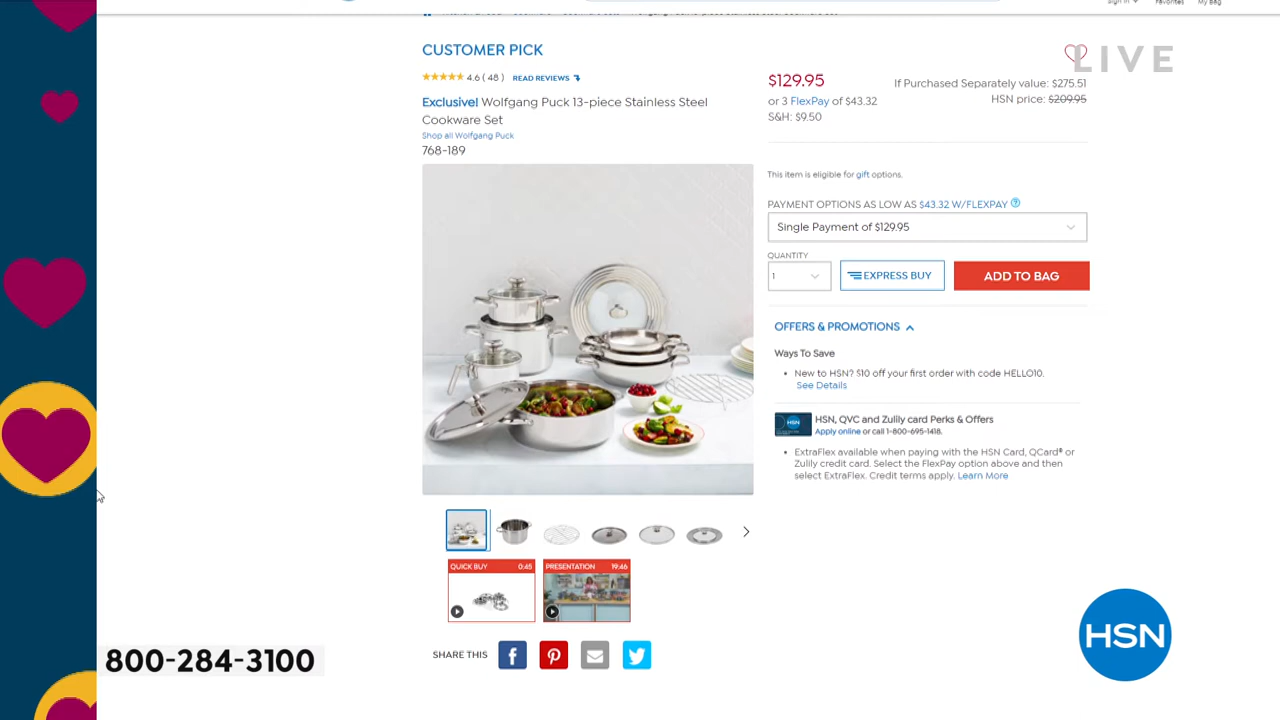 Sign In
Favorites
My Bag
CUSTOMER PICK
4.6 ( 48 ) READ REVIEWS
Exclusive! Wolfgang Puck 13-piece Stainless Steel
Cookware Set
Shop all Wolfgang Puck
768-189
LIVE
$129.95
If Purchased Separately value: $275.51
or 3 FlexPay of $43.32
HSN price: $209.95
S&H: $9.50
This item is eligible for gift options.
PAYMENT OPTIONS AS LOW AS $43.32 W/FLEXPAY ?
Single Payment of $129.95
QUANTITY
1
EXPRESS BUY
ADD TO BAG
OFFERS & PROMOTIONS
Ways To Save
• New to HSN? $10 off your first order with code HELLO10.
See Details
HSN
HSN, QVC and Zulily card Perks & Offers
Apply online or call 1-800-695-1418.
• ExtraFlex available when paying with the HSN Card, QCard® or
Zulily credit card. Select the FlexPay option above and then
select ExtraFlex. Credit terms apply. Learn More
QUICK BUY 0:45
PRESENTATION 19:46
SHARE THIS
800-284-3100
HSN